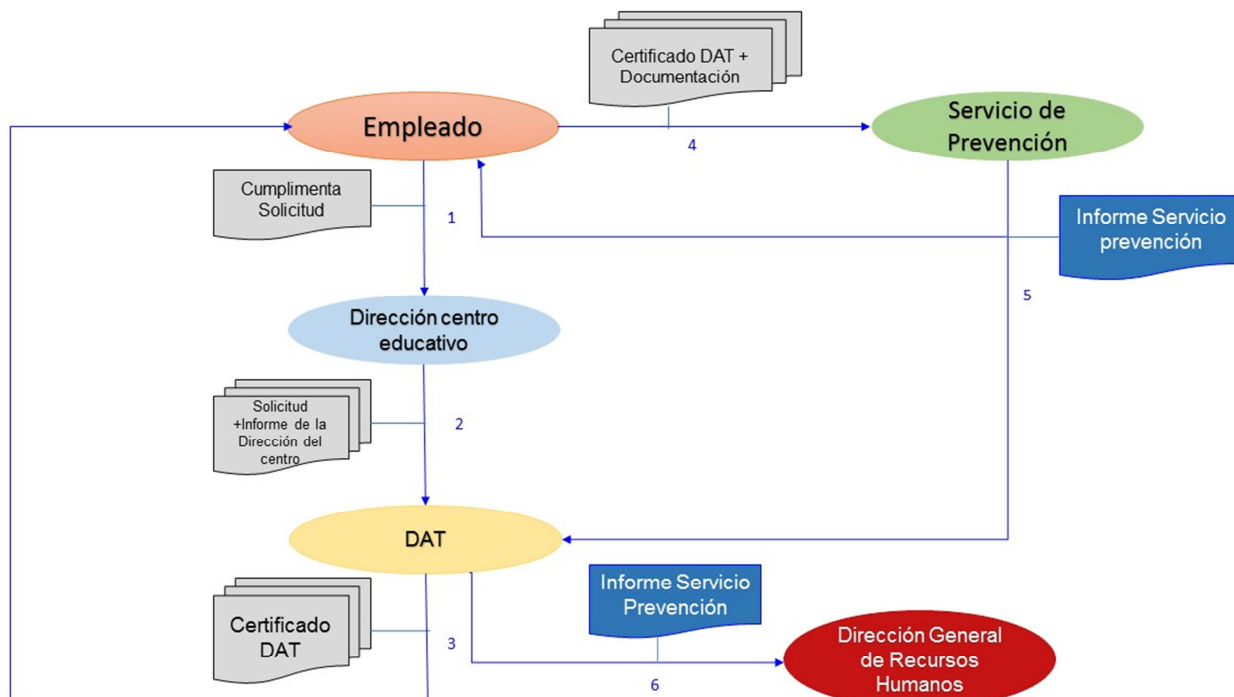 Certificado DAT +
Documentación
Empleado
4
Servicio de
Prevención
Cumplimenta
Solicitud
1
Informe Servicio
prevención
5
Dirección centro
educativo
Solicitud
+Informe de la
Dirección del
centro
2
DAT
Certificado
DAT
3
Informe Servicio
Prevención
6
Dirección General
de Recursos
Humanos